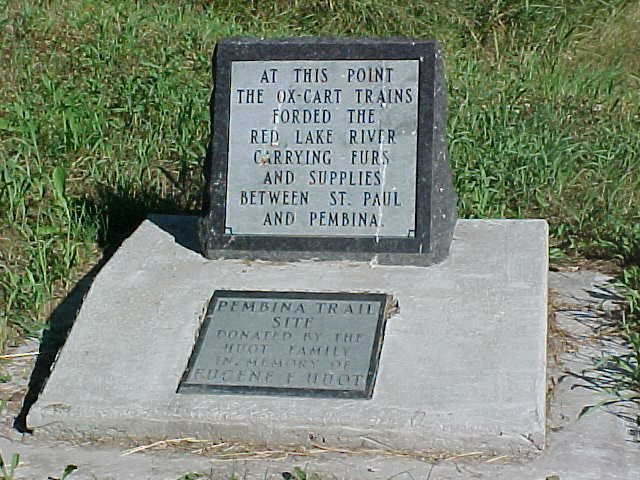 AT THIS POINT
THE OX-CART TRAINS
FORDED THE
RED LAKE RIVER
CARRYING FURS
AND SUPPLIES
BETWEEN ST. PAUL
AND PEMBINA.
PEMBINA TRAIL
SITE
DONATED BY THE
HUOT FAMILY
IN MEMORY OF
EUGENE E HUOT